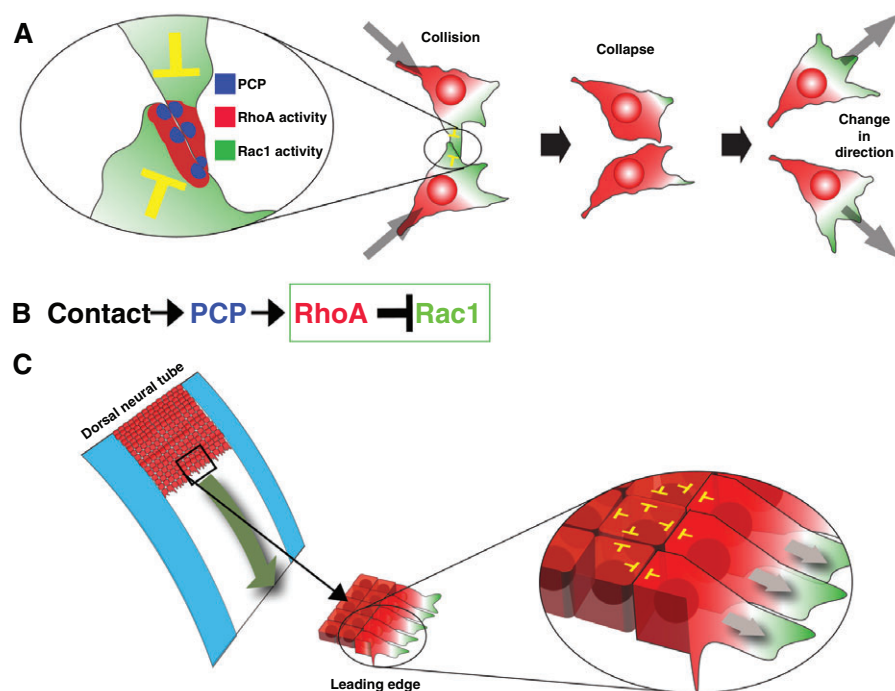 A
PCP
RhoA activity
Rac1 activity
Collision
Collapse
Change
in
direction
B Contact PCP RhoA Rac1
C
Dorsal neural tube
Leading edge